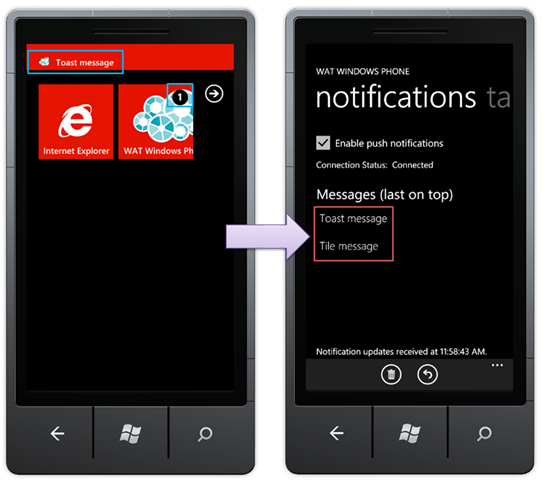 Toast message
1
Internet Explorer
WAT Windows Ph
WAT WINDOWS PHONE
notifications ta
Enable push notifications
Connection Status: Connected
Messages (last on top)
Toast message
Tile message
Notification updates received at 11:58:43 AM.